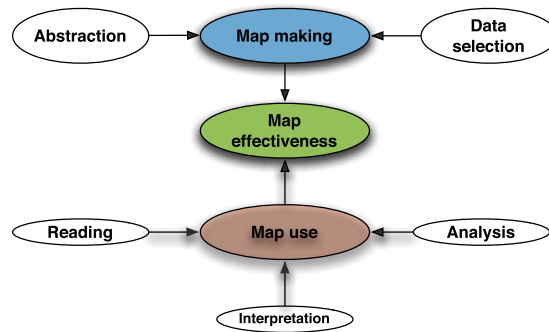 Abstraction
Map making
Data
selection
Map
effectiveness
Reading
Map use
Analysis
Interpretation